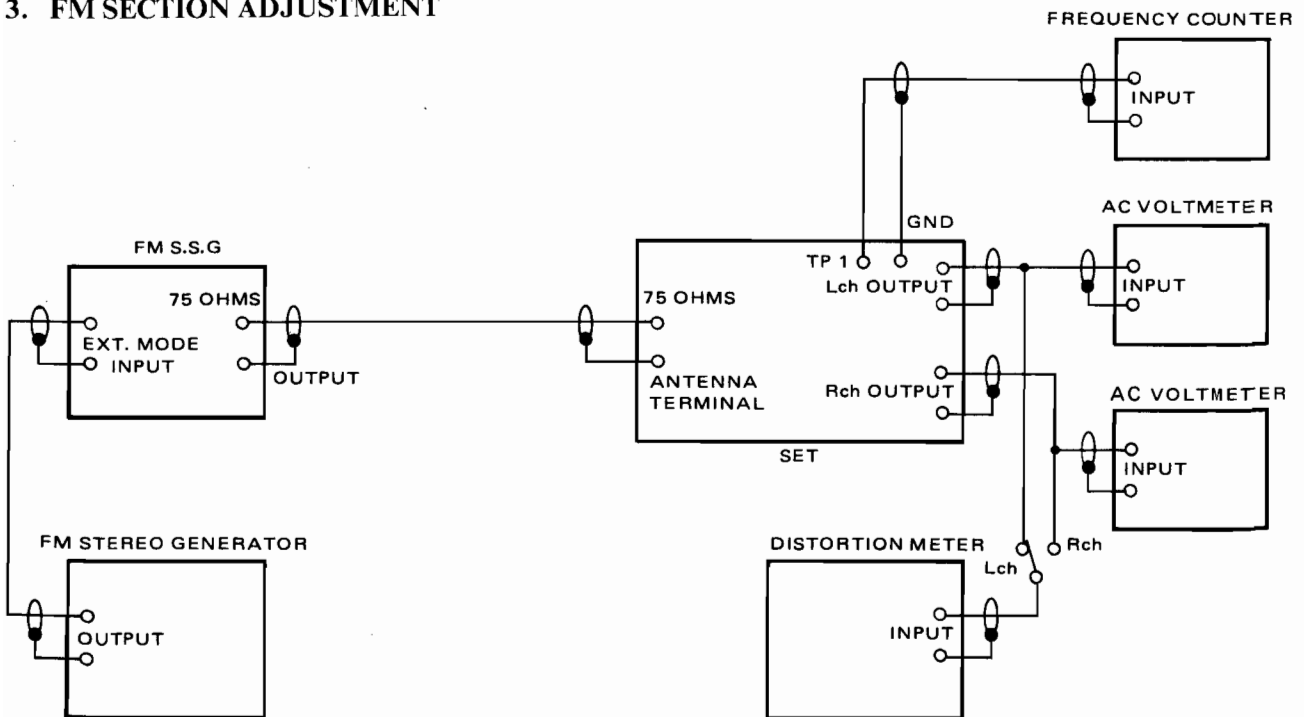 3. FM SECTION ADJUSTMENT
FREQUENCY COUNTER
INPUT
AC VOLTMETER
INPUT
GND
TP 1
Lch OUTPUT
75 OHMS
ANTENNA
TERMINAL
Rch OUTPUT
SET
FM S.S.G
75 OHMS
EXT. MODE
INPUT
OUTPUT
AC VOLTMETER
INPUT
FM STEREO GENERATOR
OUTPUT
DISTORTION METER
Lch
Rch
INPUT